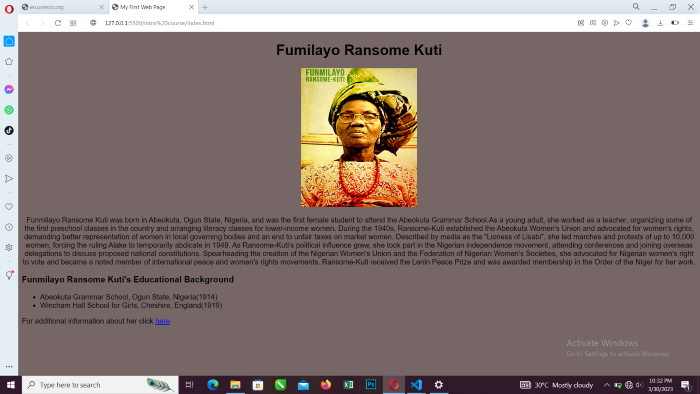 en.unesco.org
My First Web Page
127.0.0.1:5500/Intro%20course/index.html
Fumilayo Ransome Kuti
FUNMILAYO
RANSOME-KUTI
Funmilayo Ransome Kuti was born in Abeokuta, Ogun State, Nigeria, and was the first female student to attend the Abeokuta Grammar School.As a young adult, she worked as a teacher, organizing some of
the first preschool classes in the country and arranging literacy classes for lower-income women. During the 1940s, Ransome-Kuti established the Abeokuta Women's Union and advocated for women's rights,
demanding better representation of women in local governing bodies and an end to unfair taxes on market women. Described by media as the "Lioness of Lisabi", she led marches and protests of up to 10,000
women, forcing the ruling Alake to temporarily abdicate in 1949. As Ransome-Kuti's political influence grew, she took part in the Nigerian independence movement, attending conferences and joining overseas
delegations to discuss proposed national constitutions. Spearheading the creation of the Nigerian Women's Union and the Federation of Nigerian Women's Societies, she advocated for Nigerian women's right
to vote and became a noted member of international peace and women's rights movements. Ransome-Kuti received the Lenin Peace Prize and was awarded membership in the Order of the Niger for her work.
Funmilayo Ransome Kuti's Educational Background
Abeokuta Grammar School, Ogun State, Nigeria(1914)
Wincham Hall School for Girls, Cheshire, England(1919)
For additional information about her click here
Activate Windows
Go to Settings to activate Windows.
Type here to search
30°C Mostly cloudy
10:32 PM
3/30/2023